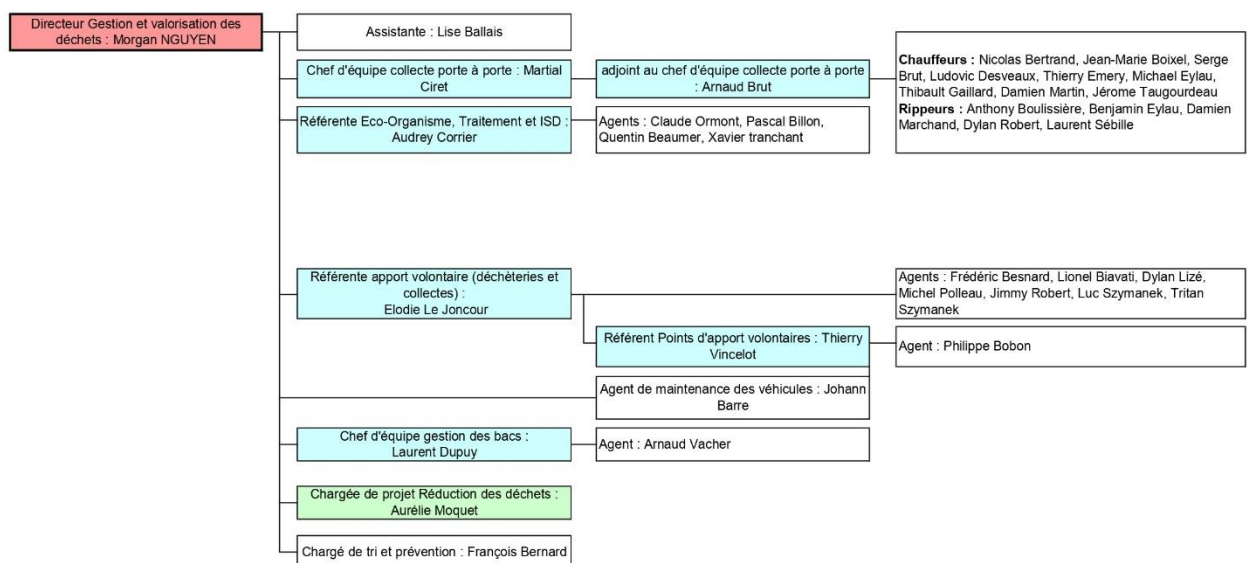 Directeur Gestion et valorisation des
déchets : Morgan NGUYEN
Assistante : Lise Ballais
Chef d'équipe collecte porte à porte : Martial
Ciret
adjoint au chef d'équipe collecte porte à porte
: Arnaud Brut
Chauffeurs : Nicolas Bertrand, Jean-Marie Boixel, Serge
Brut, Ludovic Desveaux, Thierry Emery, Michael Eylau,
Thibault Gaillard, Damien Martin, Jérome Taugourdeau
Rippeurs : Anthony Boulissière, Benjamin Eylau, Damien
Marchand, Dylan Robert, Laurent Sébille
Référente Eco-Organisme, Traitement et ISD :
Audrey Corrier
Agents : Claude Ormont, Pascal Billon,
Quentin Beaumer, Xavier tranchant
Référente apport volontaire (déchèteries et
collectes) :
Elodie Le Joncour
Agents : Frédéric Besnard, Lionel Biavati, Dylan Lizé,
Michel Polleau, Jimmy Robert, Luc Szymanek, Tritan
Szymanek
Référent Points d'apport volontaires : Thierry
Vincelot
Agent : Philippe Bobon
Agent de maintenance des véhicules : Johann
Barre
Chef d'équipe gestion des bacs :
Laurent Dupuy
Agent : Arnaud Vacher
Chargée de projet Réduction des déchets :
Aurélie Moquet
Chargé de tri et prévention : François Bernard